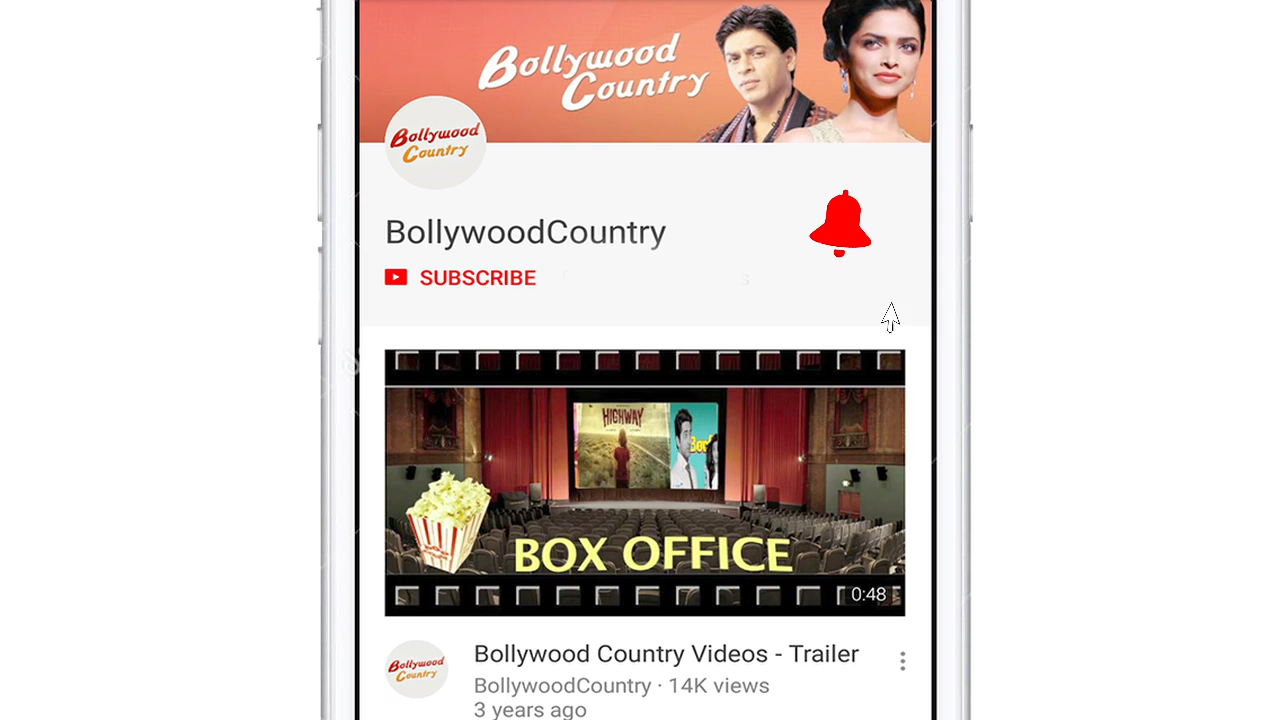 Bollywood
Country
Bollywood
Country
BollywoodCountry
SUBSCRIBE
HIGHWAY
BOX OFFICE
0:48
Bollywood Country Videos - Trailer
Bollywood
Country
BollywoodCountry · 14K views
3 years ago